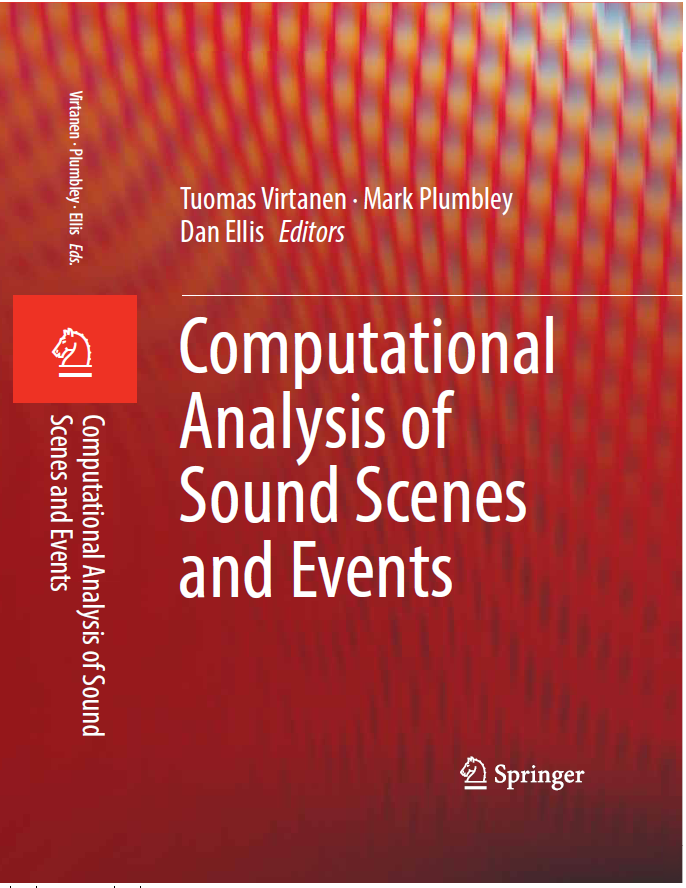 Virtanen · Plumbley · Ellis Eds.
Computational Analysis of Sound
Scenes and Events
Tuomas Virtanen · Mark Plumbley
Dan Ellis Editors
Computational
Analysis of
Sound Scenes
and Events
Springer